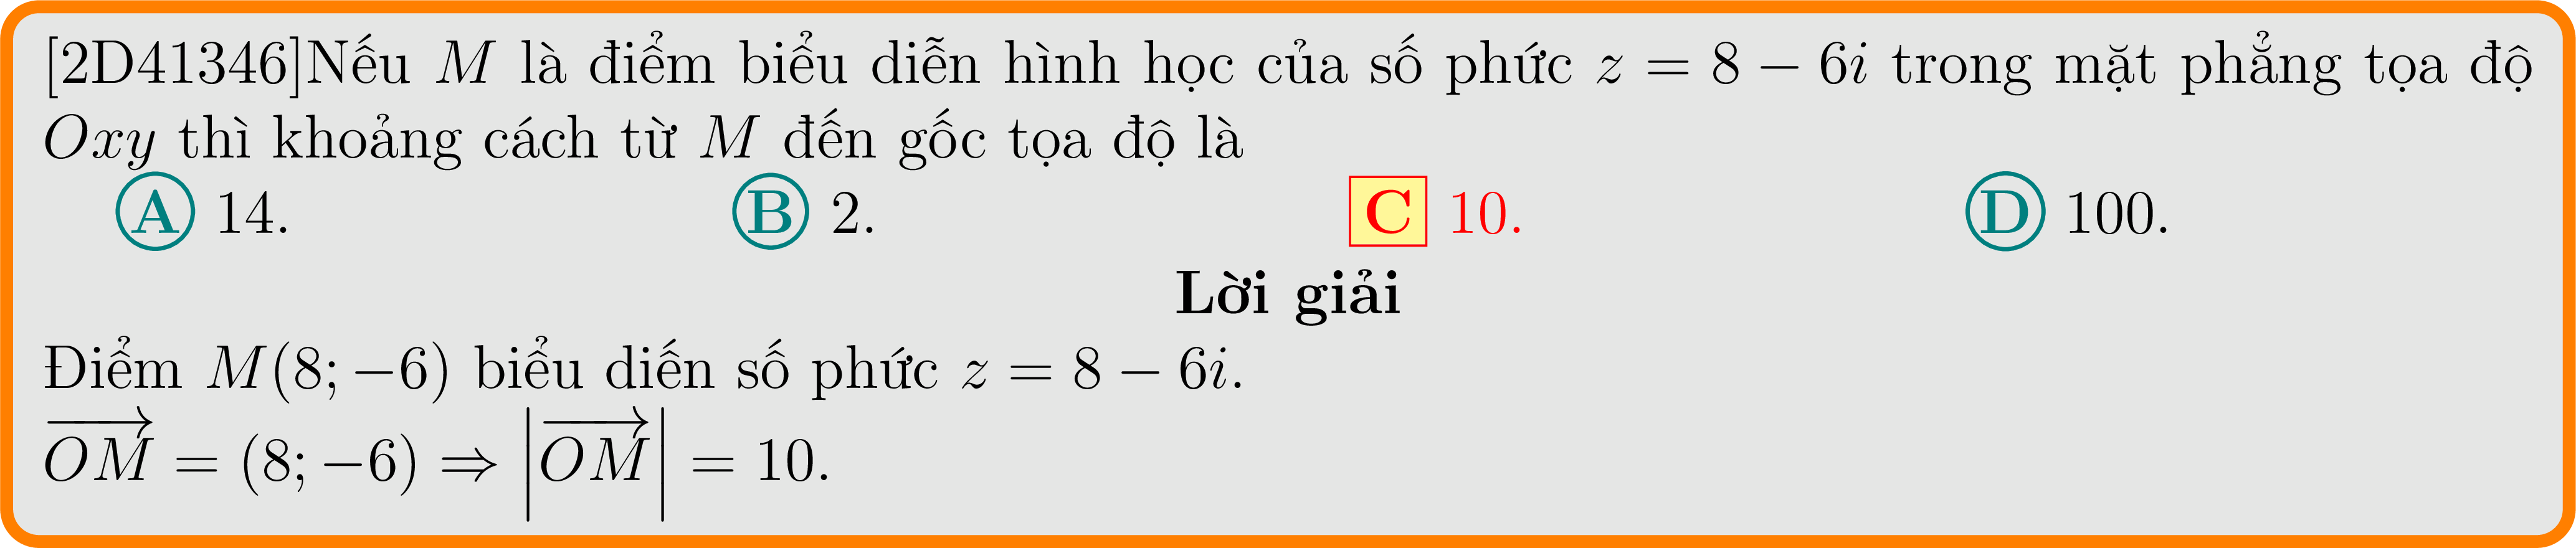 [2D41346]Nếu M là điểm biểu diễn hình học của số phức z = 8 − 6i trong mặt phẳng tọa độ
Oxy thì khoảng cách từ M đến gốc tọa độ là
A 14. B 2. C 10. D 100.
Lời giải
Điểm M(8; −6) biểu diến số phức z = 8 − 6i.
$\overrightarrow{OM} = (8; −6) ⇒ \left|\overrightarrow{OM}\right| = 10.$